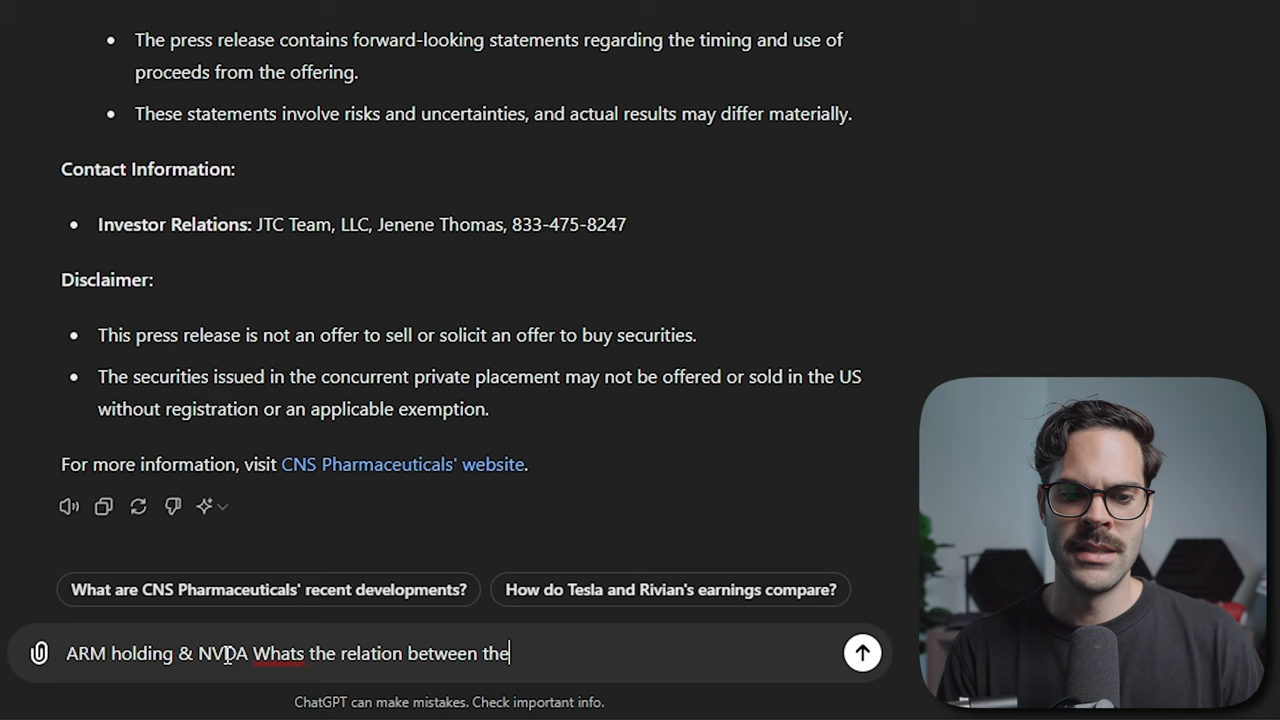 The press release contains forward-looking statements regarding the timing and use of
proceeds from the offering.
These statements involve risks and uncertainties, and actual results may differ materially.
Contact Information:
Investor Relations: JTC Team, LLC, Jenene Thomas, 833-475-8247
Disclaimer:
This press release is not an offer to sell or solicit an offer to buy securities.
The securities issued in the concurrent private placement may not be offered or sold in the US
without registration or an applicable exemption.
For more information, visit CNS Pharmaceuticals' website.
What are CNS Pharmaceuticals' recent developments?
How do Tesla and Rivian's earnings compare?
ARM holding & NVDA Whats the relation between the
ChatGPT can make mistakes. Check important info.